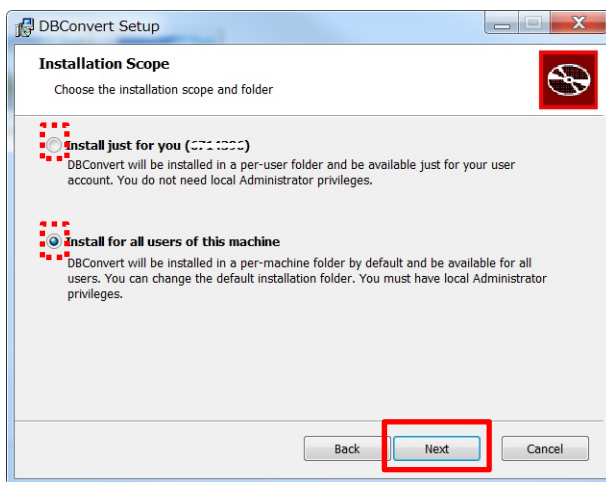 DBConvert Setup
Installation Scope
Choose the installation scope and folder
Install just for you (
DBConvert will be installed in a per-user folder and be available just for your user
account. You do not need local Administrator privileges.
Install for all users of this machine
DBConvert will be installed in a per-machine folder by default and be available for all
users. You can change the default installation folder. You must have local Administrator
privileges.
Back Next Cancel